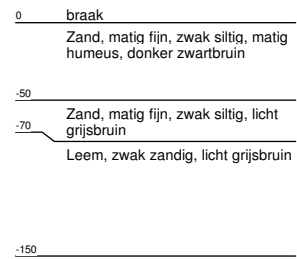 0 braak
Zand, matig fijn, zwak siltig, matig
humeus, donker zwartbruin
-50
Zand, matig fijn, zwak siltig, licht
grijsbruin
-70
Leem, zwak zandig, licht grijsbruin
-150